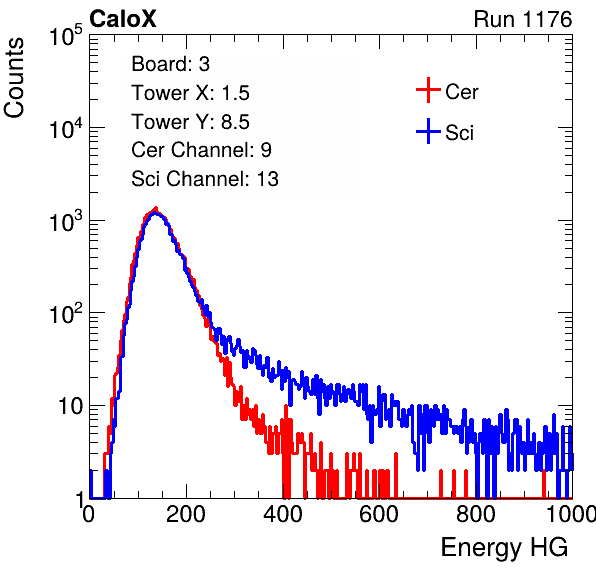 CaloX Run 1176
Counts
10^5
10^4
10^3
10^2
10
1
Board: 3
Tower X: 1.5
Tower Y: 8.5
Cer Channel: 9
Sci Channel: 13
Cer
Sci
0 200 400 600 800 1000
Energy HG